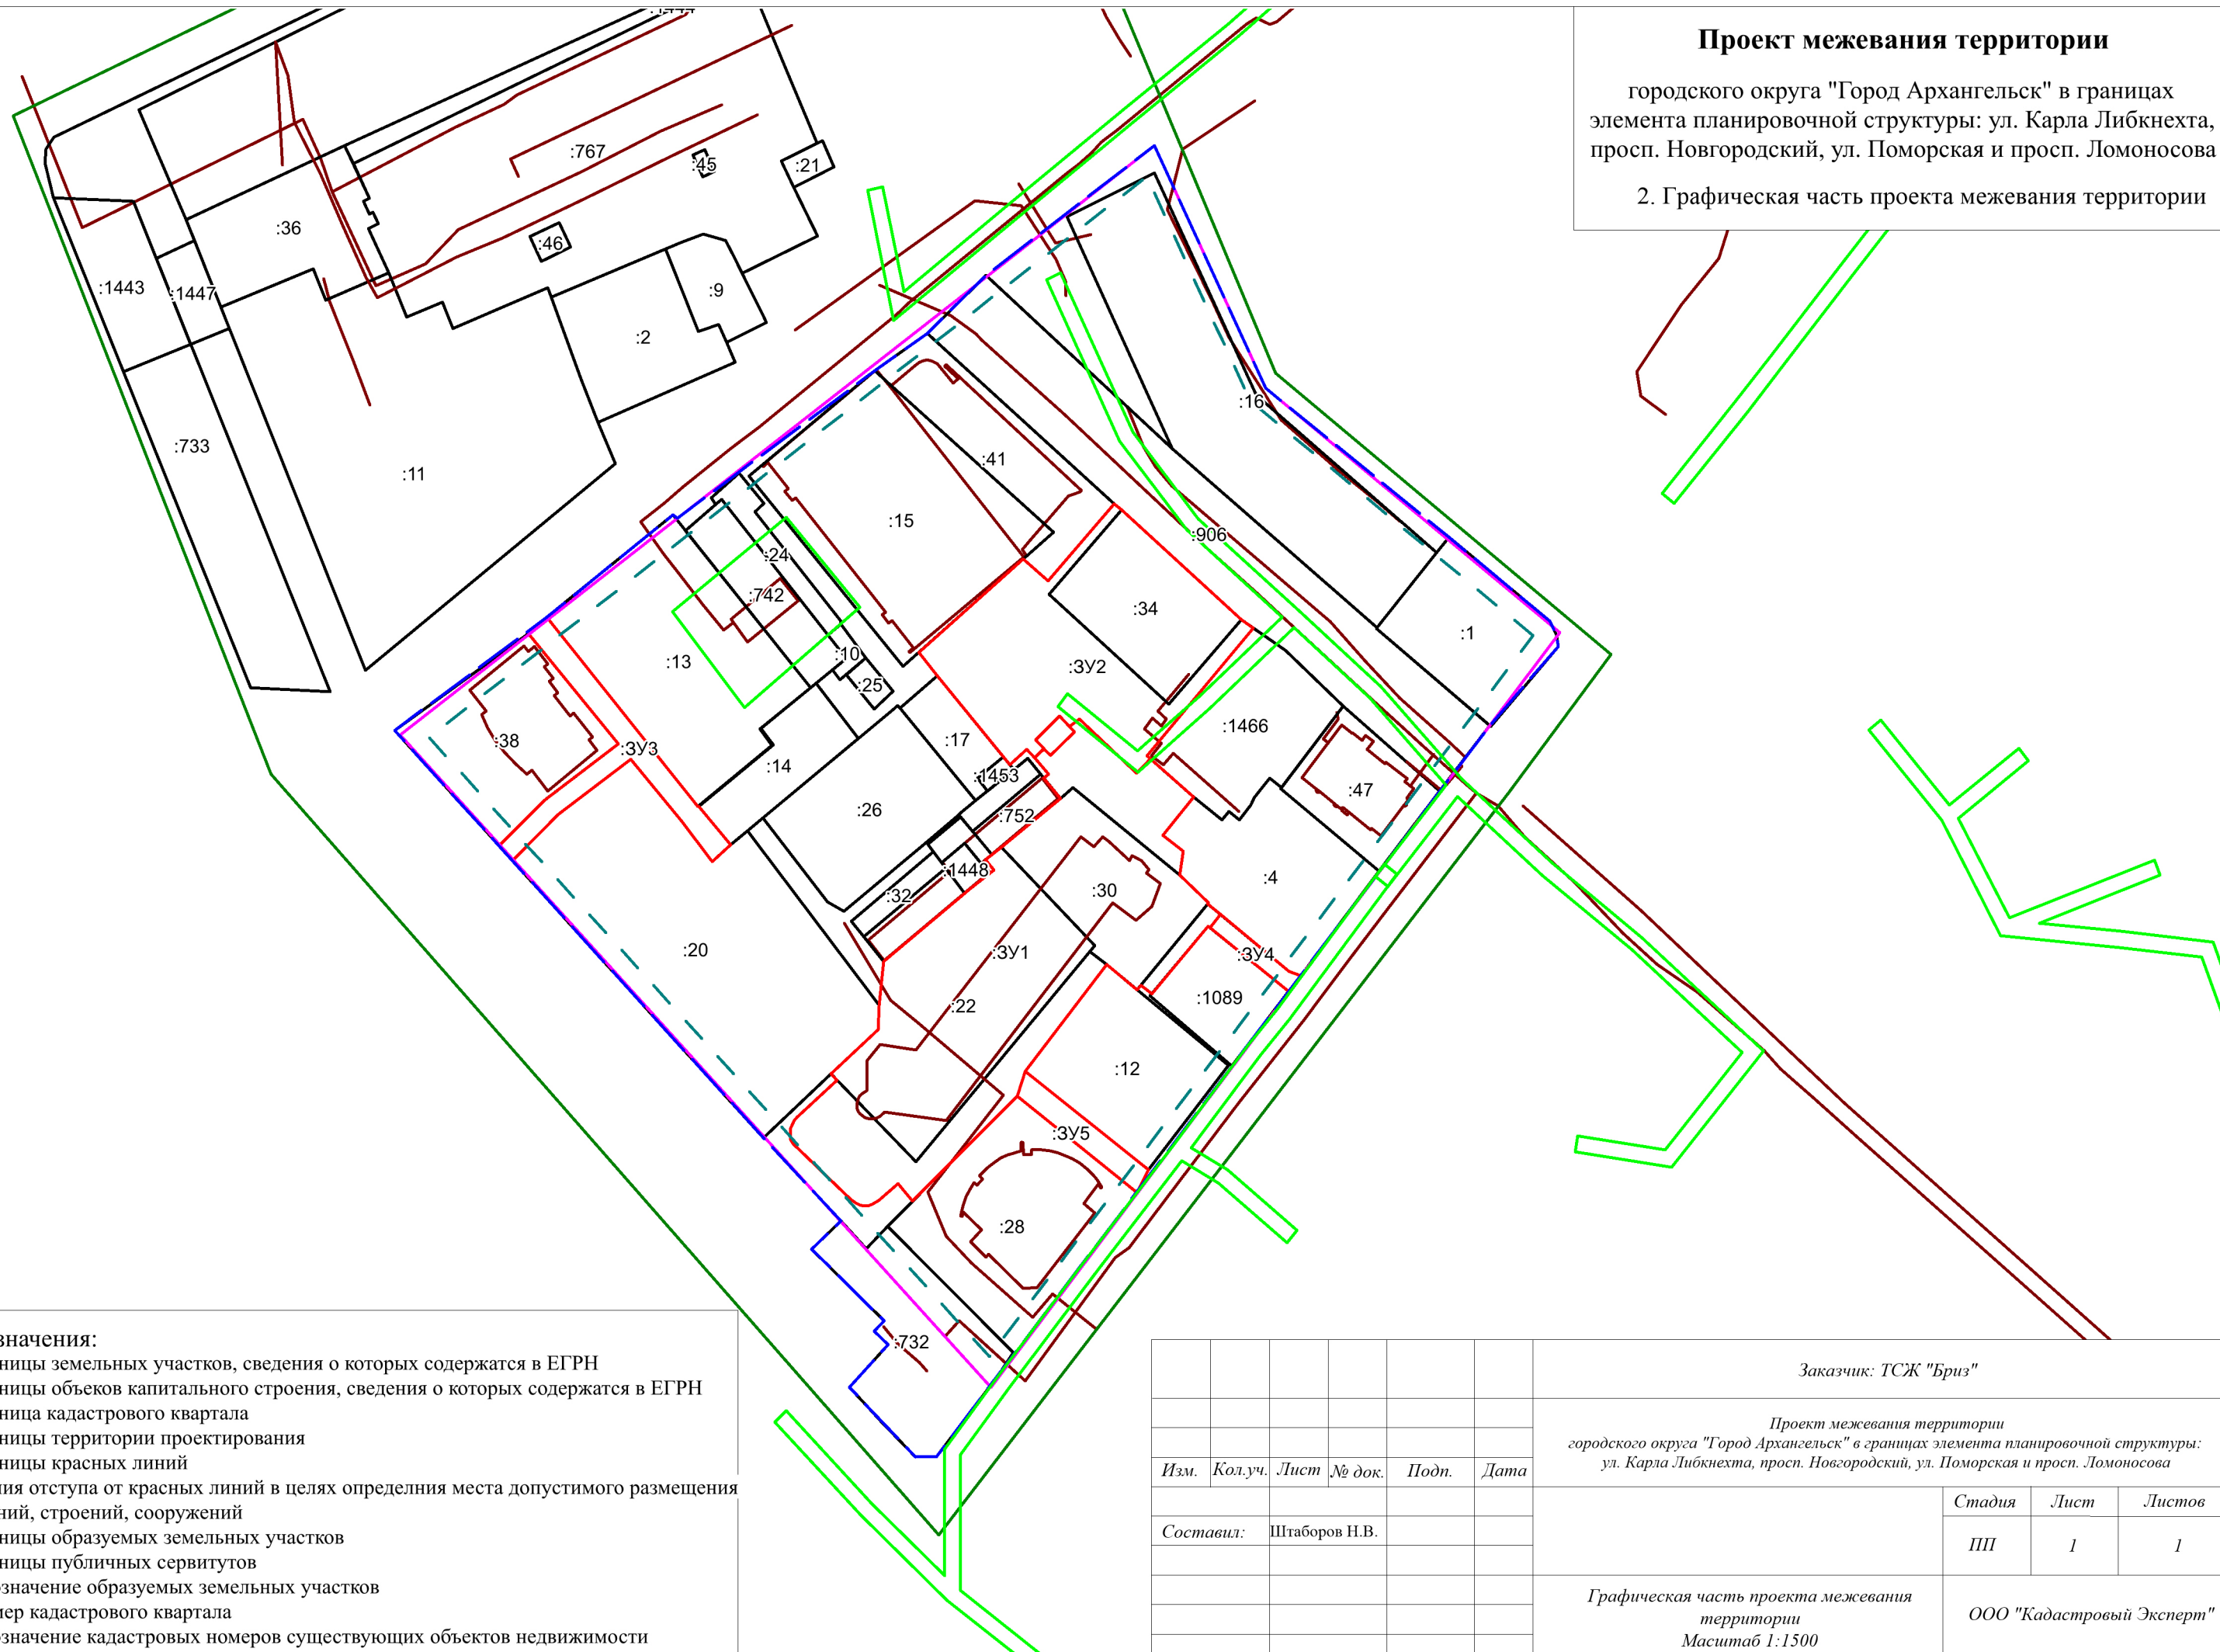 Проект межевания территории
городского округа "Город Архангельск" в границах
элемента планировочной структуры: ул. Карла Либкнехта,
просп. Новгородский, ул. Поморская и просп. Ломоносова
2. Графическая часть проекта межевания территории
:1444
:767
:45
:21
:36
:46
:1443
:1447
:9
:2
:16
:733
:11
:41
:15
:906
:24
:742
:34
:1
:10
:13
:ЗУ2
:25
:1466
:38
:ЗУ3
:17
:14
:1453
:47
:26
:752
:1448
:4
:30
:32
:20
:ЗУ1
:ЗУ4
:1089
:22
:12
:ЗУ5
:28
:732
значения:
ницы земельных участков, сведения о которых содержатся в ЕГРН
ницы объеков капитального строения, сведения о которых содержатся в ЕГРН
ница кадастрового квартала
ницы территории проектирования
ницы красных линий
ия отступа от красных линий в целях определния места допустимого размещения
ний, строений, сооружений
ницы образуемых земельных участков
ницы публичных сервитутов
значение образуемых земельных участков
ер кадастрового квартала
значение кадастровых номеров существующих объектов недвижимости
Заказчик: ТСЖ "Бриз"
Проект межевания территории
городского округа "Город Архангельск" в границах элемента планировочной структуры:
ул. Карла Либкнехта, просп. Новгородский, ул. Поморская и просп. Ломоносова
Изм. Кол.уч. Лист № док. Подп. Дата
Стадия Лист Листов
Составил: Штаборов Н.В.
ПП 1 1
Графическая часть проекта межевания
территории
Масштаб 1:1500
ООО "Кадастровый Эксперт"